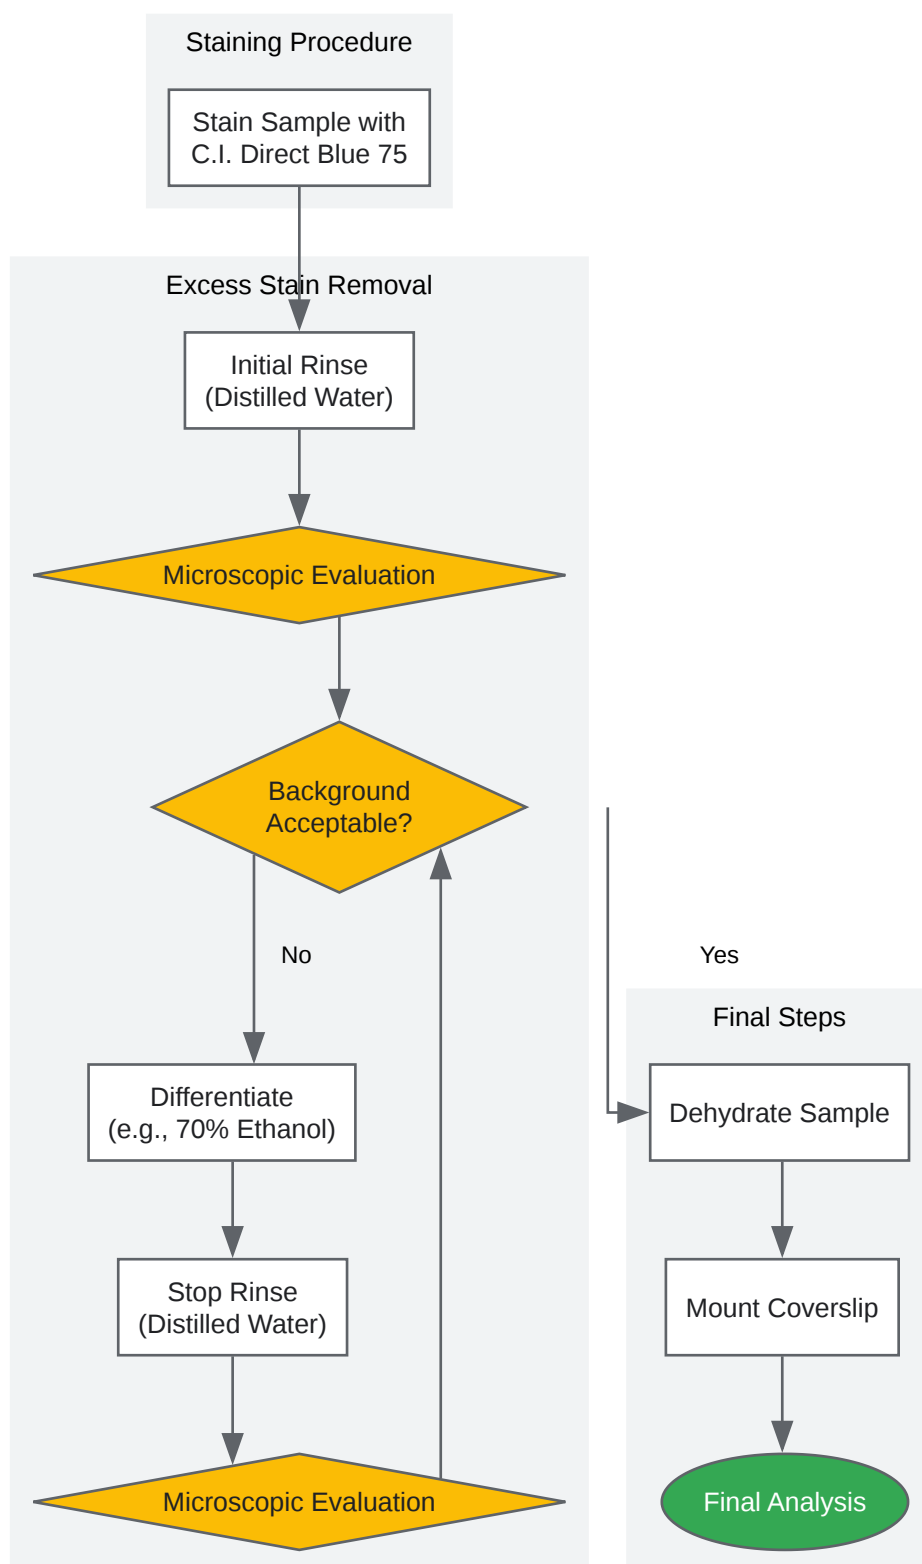 Staining Procedure
Stain Sample with
C.I. Direct Blue 75
Excess Stain Removal
Initial Rinse
(Distilled Water)
Microscopic Evaluation
Background
Acceptable?
No
Yes
Differentiate
(e.g., 70% Ethanol)
Stop Rinse
(Distilled Water)
Microscopic Evaluation
Final Steps
Dehydrate Sample
Mount Coverslip
Final Analysis